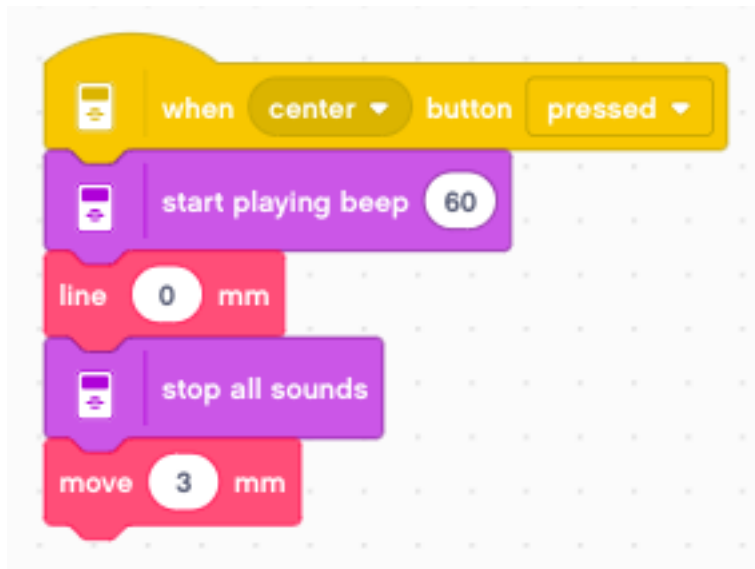 when center button pressed
start playing beep 60
line 0 mm
stop all sounds
move 3 mm